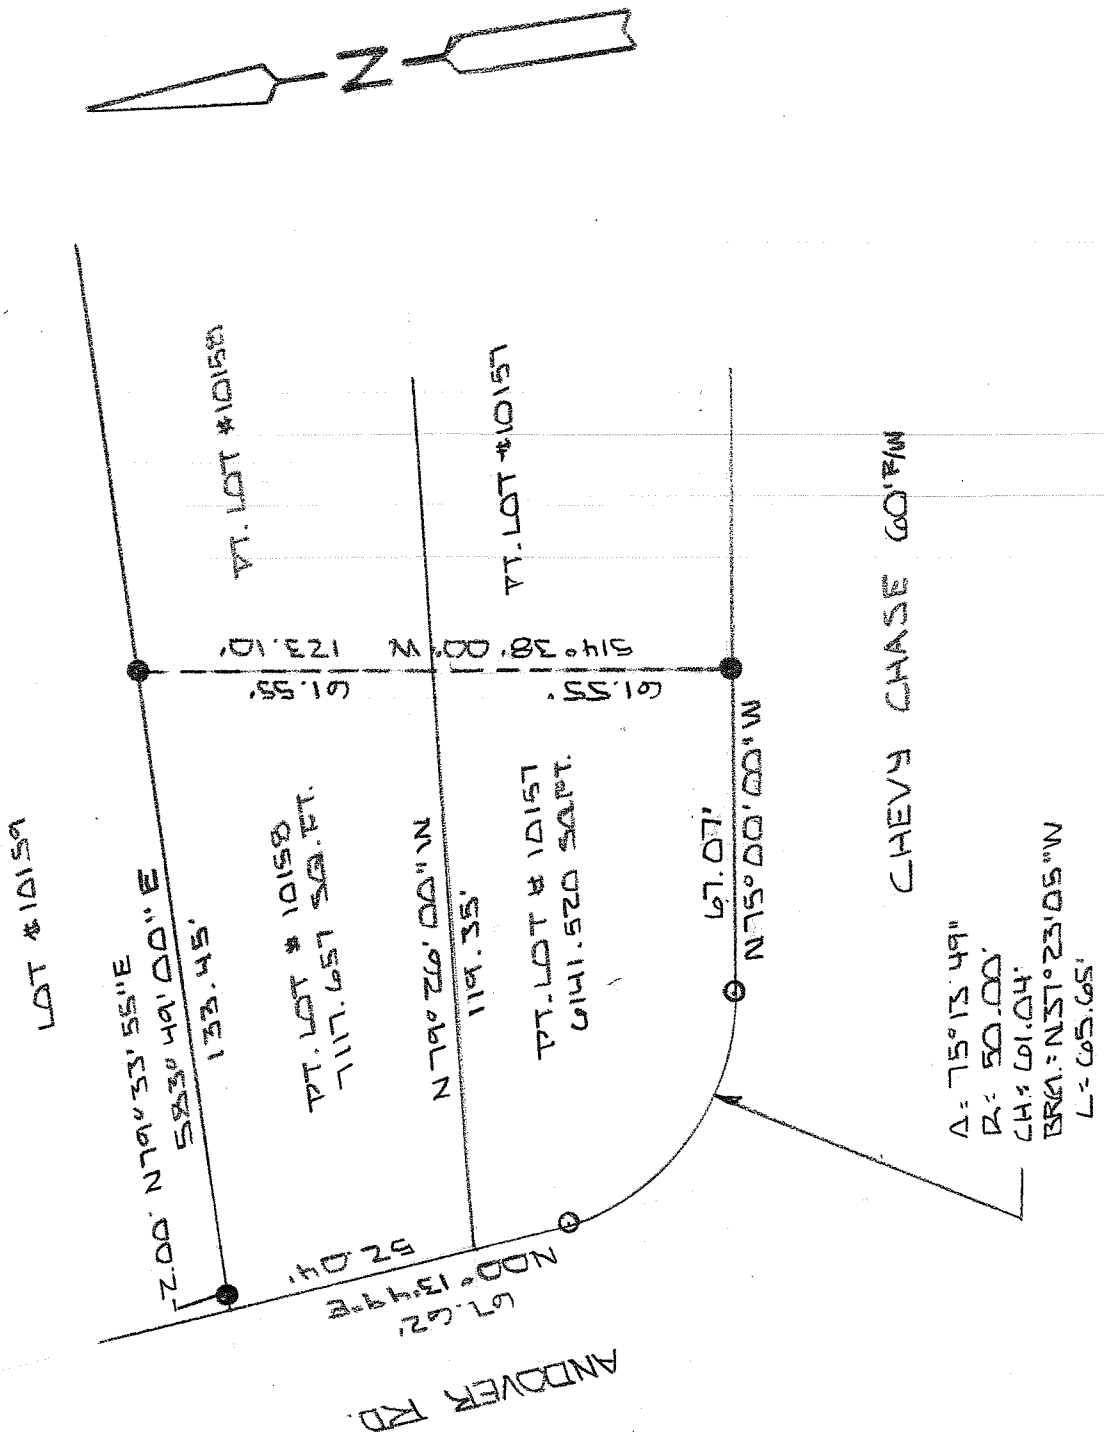 N
LOT #10159
2.00' N79°33'55"E
S83°49'00"E
133.45'
PT. LOT # 10158
7117.657 SQ. FT.
PT. LOT #10158
S14°38'00"W 123.10'
61.55'
61.55'
N79°26'00"W
119.35'
PT. LOT # 10157
6141.520 SQ.FT.
PT. LOT #10157
67.07'
N75°00'00"W
52.04'
N00°13'49"E
67.62'
ANDOVER RD.
CHEVY CHASE 60' R/W
Δ= 75°13'49"
R= 50.00'
CH.= 61.04'
BRG.: N37°23'05"W
L= 65.65'